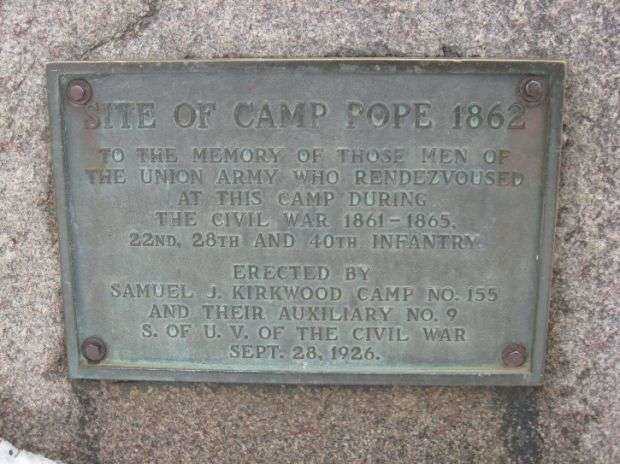 SITE OF CAMP POPE 1862
TO THE MEMORY OF THOSE MEN OF
THE UNION ARMY WHO RENDEZVOUSED
AT THIS CAMP DURING
THE CIVIL WAR 1861-1865,
22ND, 28TH AND 40TH INFANTRY.
ERECTED BY
SAMUEL J. KIRKWOOD CAMP NO. 155
AND THEIR AUXILIARY NO. 9
S. OF U. V. OF THE CIVIL WAR
SEPT. 28, 1926.